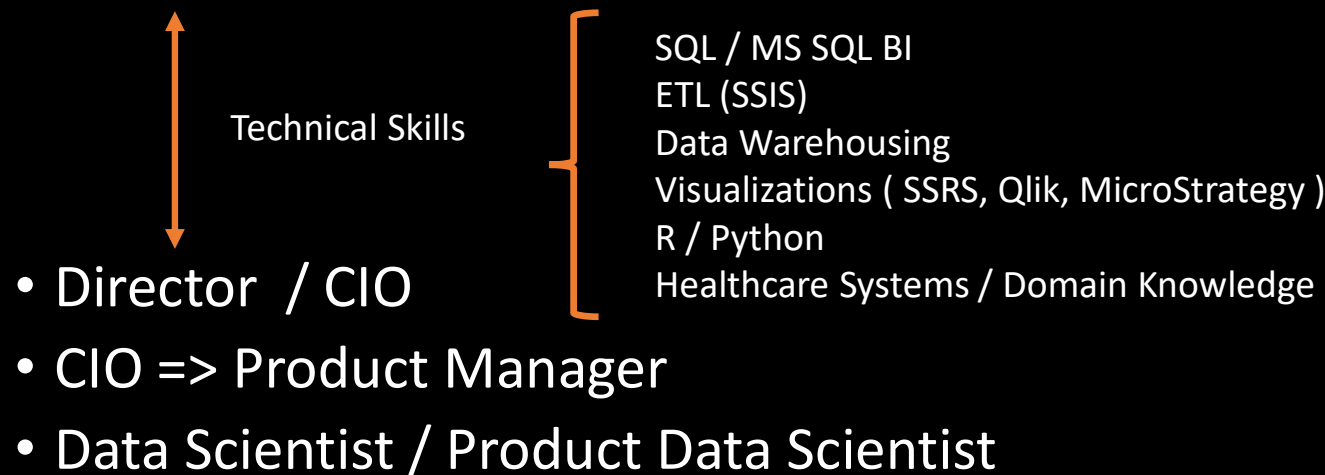 Technical Skills
SQL / MS SQL BI
ETL (SSIS)
Data Warehousing
Visualizations ( SSRS, Qlik, MicroStrategy )
R / Python
Healthcare Systems / Domain Knowledge
• Director / CIO
• CIO => Product Manager
• Data Scientist / Product Data Scientist